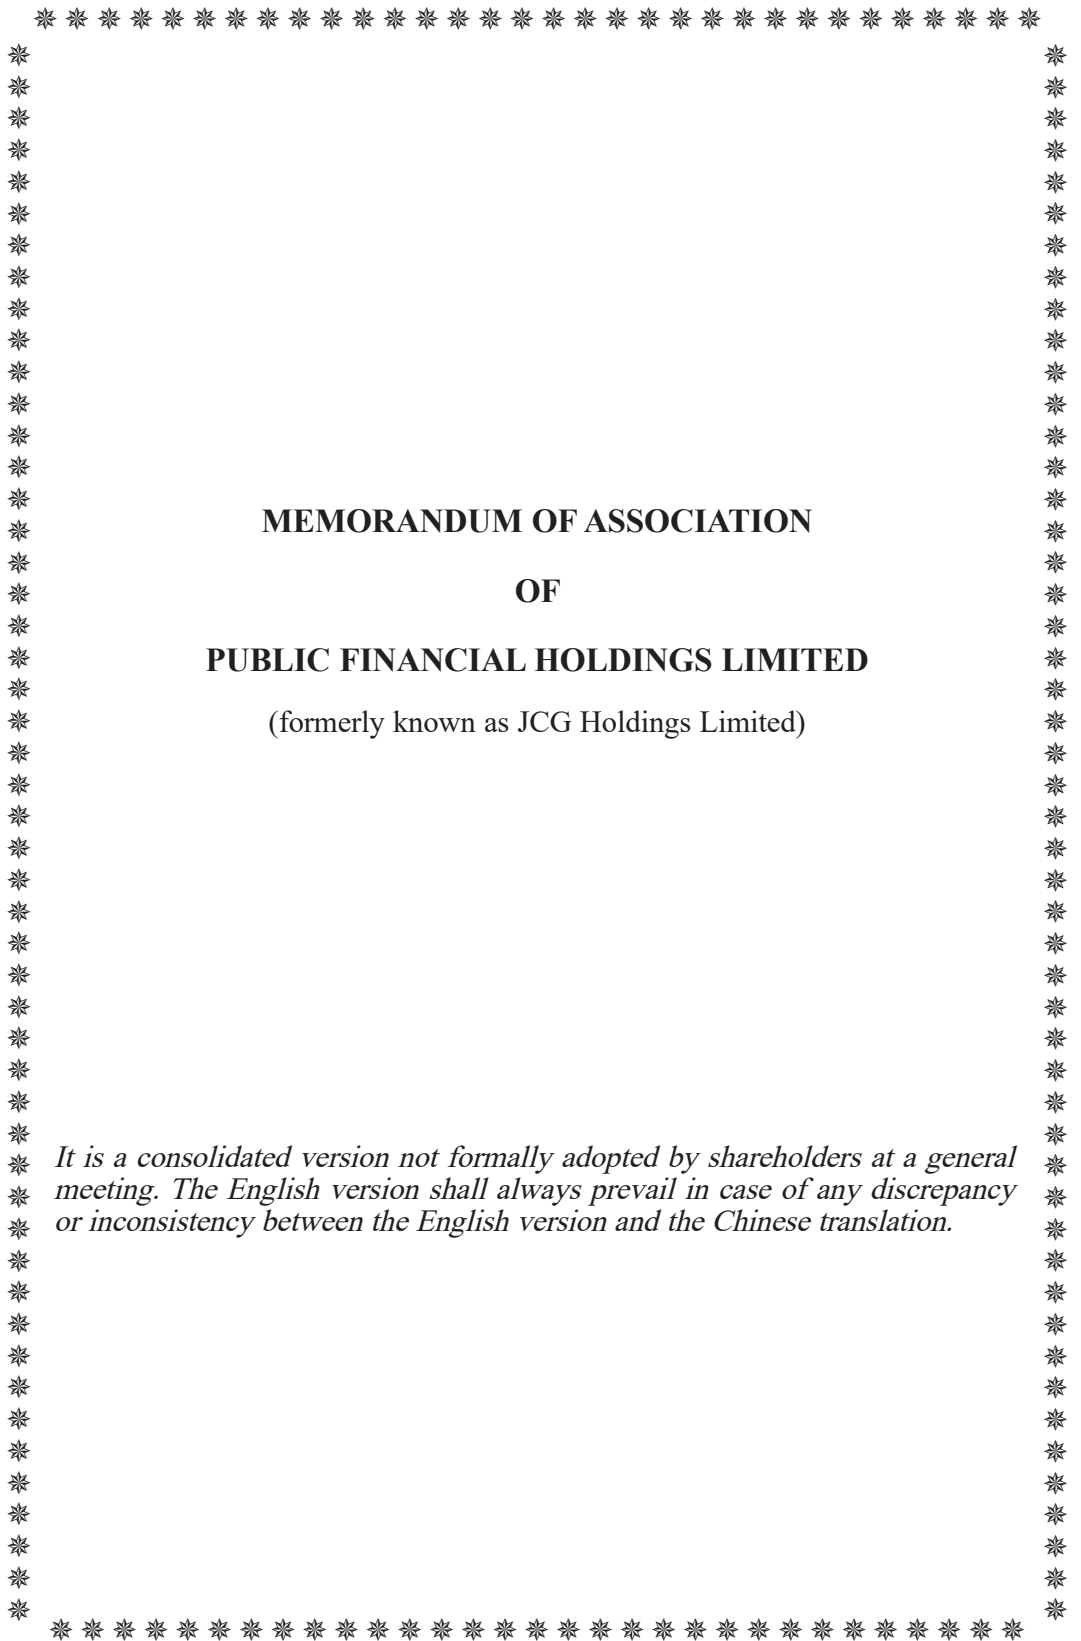 MEMORANDUM OF ASSOCIATION
OF
PUBLIC FINANCIAL HOLDINGS LIMITED
(formerly known as JCG Holdings Limited)
It is a consolidated version not formally adopted by shareholders at a general
meeting. The English version shall always prevail in case of any discrepancy
or inconsistency between the English version and the Chinese translation.